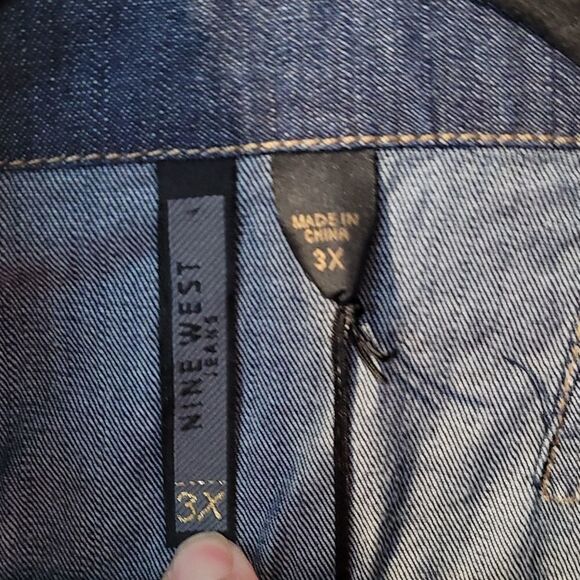 NINE WEST
JEANS
3X
MADE IN
CHINA
3X